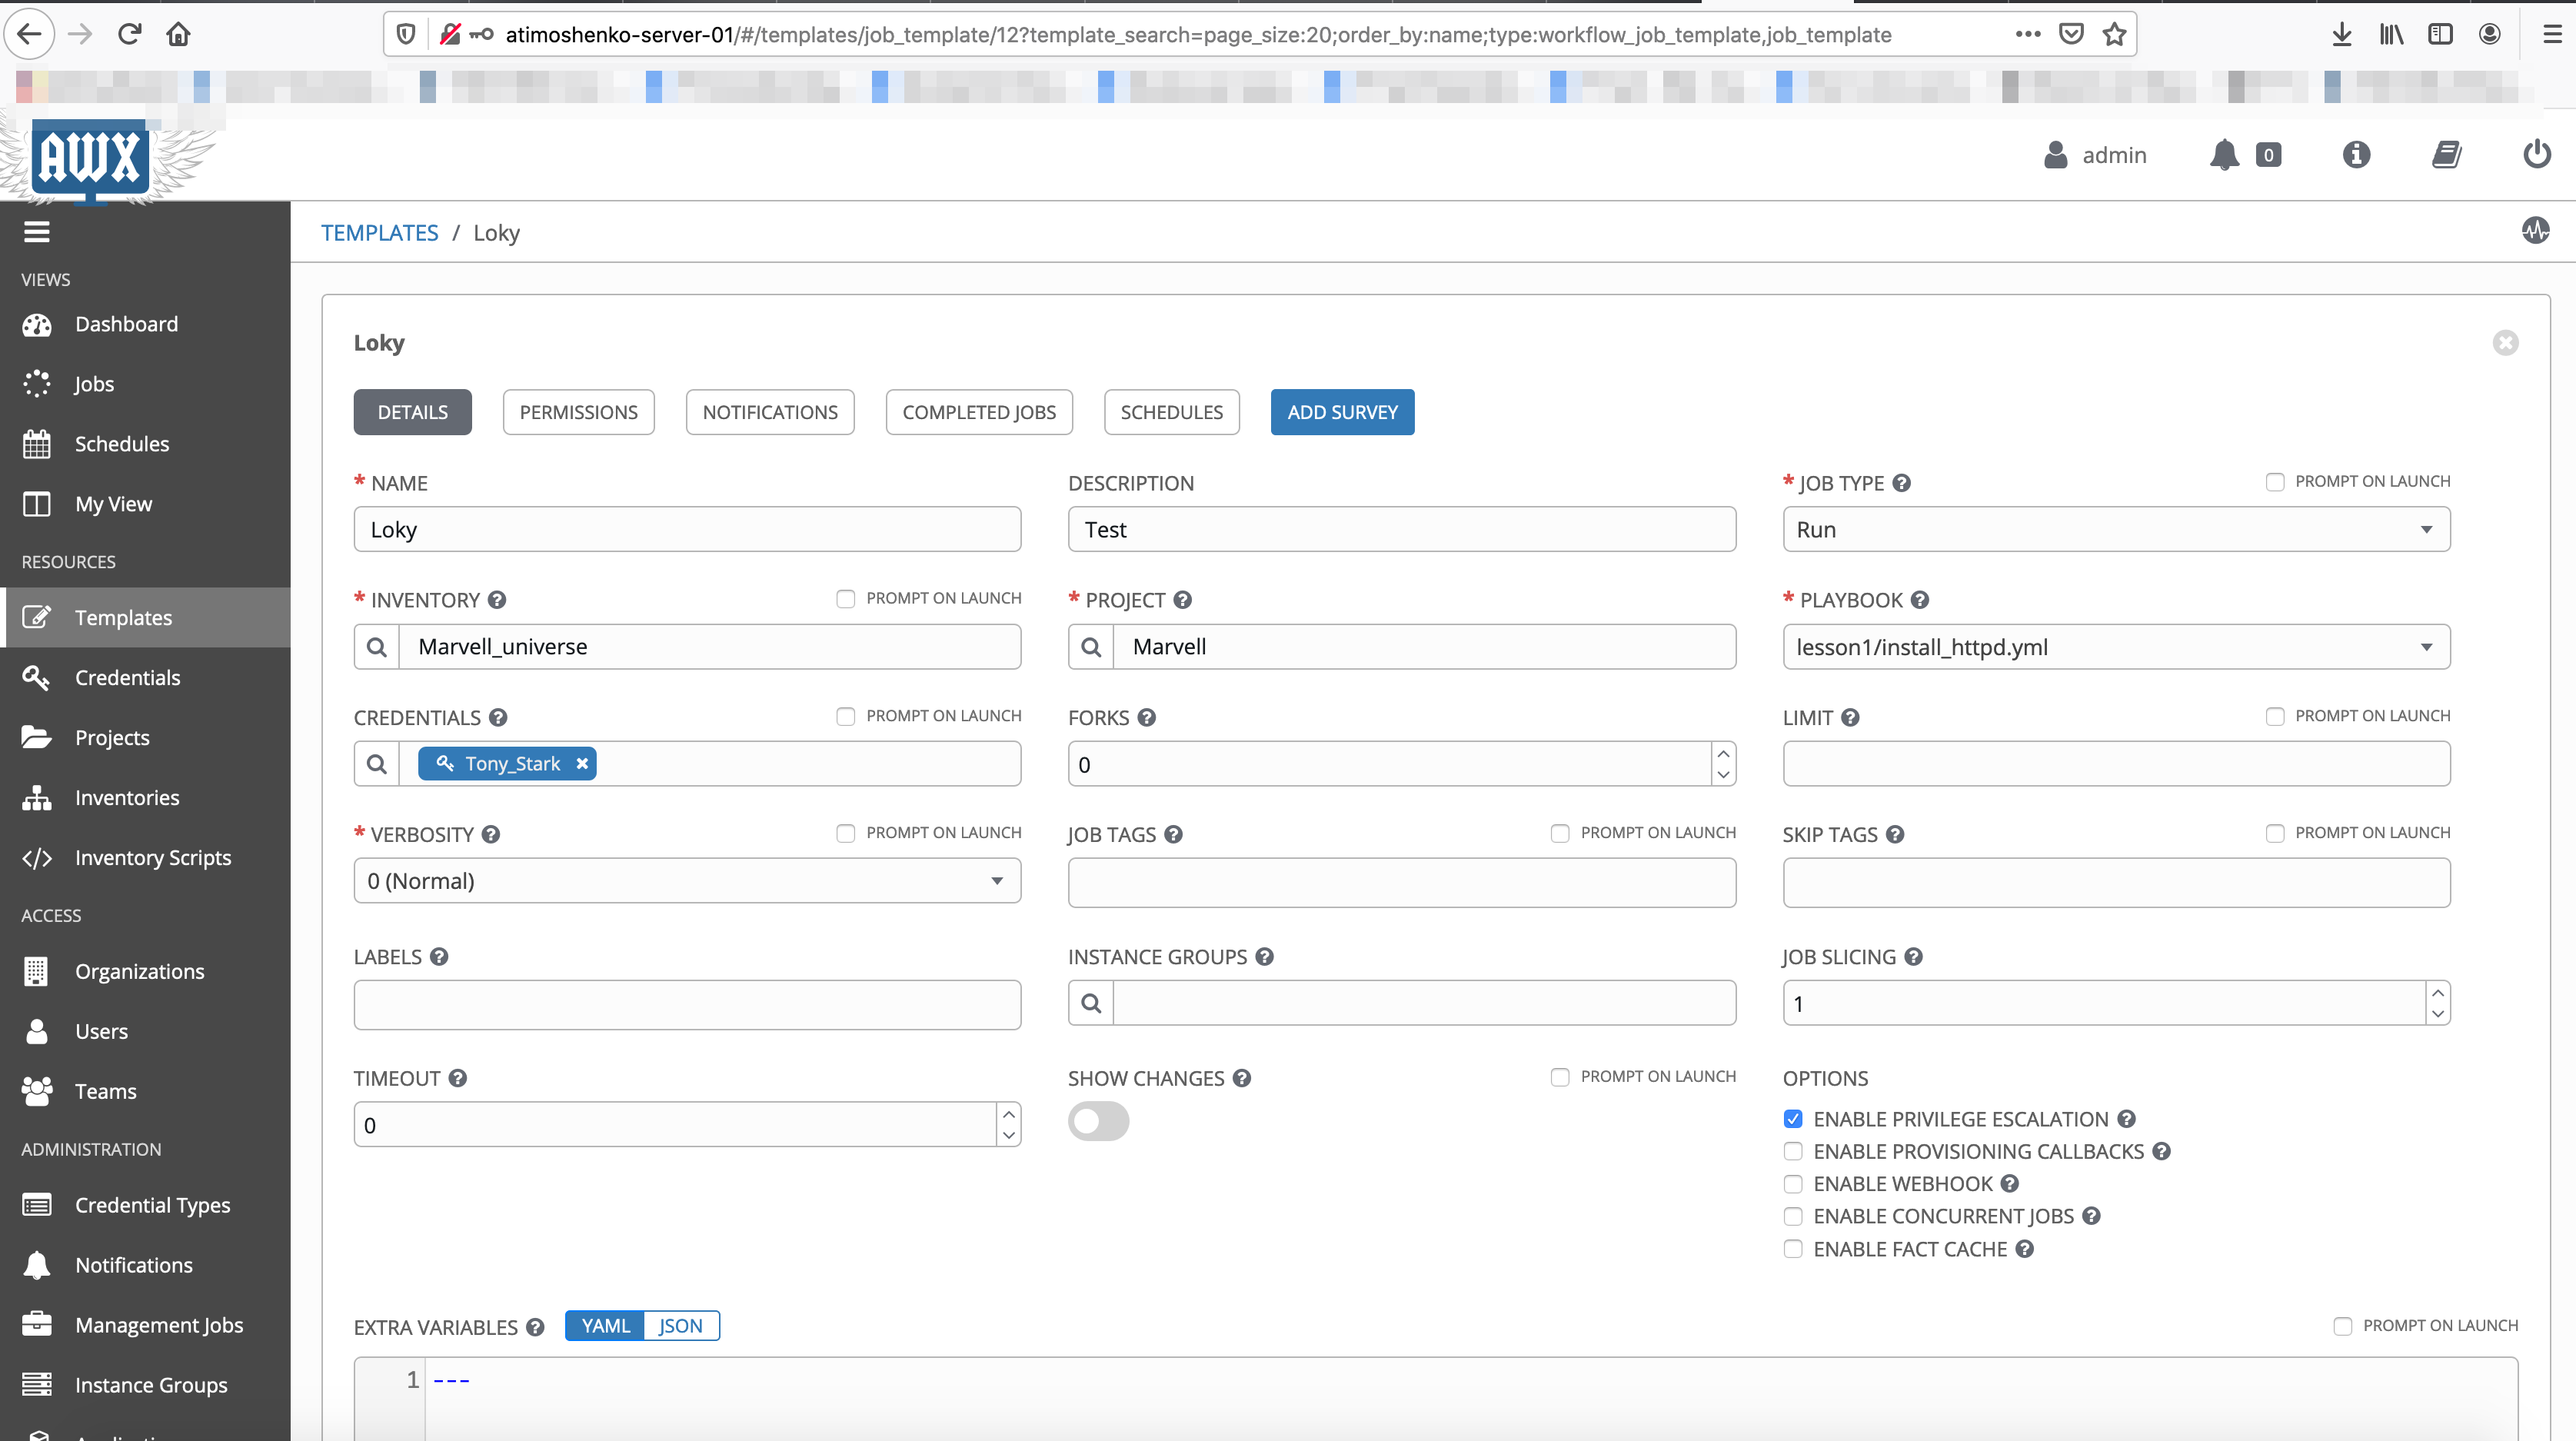 atimoshenko-server-01/#/templates/job_template/12?template_search=page_size:20;order_by:name;type:workflow_job_template,job_template
AWX
admin
0
TEMPLATES / Loky
VIEWS
Dashboard
Jobs
Schedules
My View
RESOURCES
Templates
Credentials
Projects
Inventories
Inventory Scripts
ACCESS
Organizations
Users
Teams
ADMINISTRATION
Credential Types
Notifications
Management Jobs
Instance Groups
Loky
DETAILS PERMISSIONS NOTIFICATIONS COMPLETED JOBS SCHEDULES ADD SURVEY
* NAME
Loky
DESCRIPTION
Test
* JOB TYPE ? PROMPT ON LAUNCH
Run
* INVENTORY ? PROMPT ON LAUNCH
Marvell_universe
* PROJECT ?
Marvell
* PLAYBOOK ?
lesson1/install_httpd.yml
CREDENTIALS ? PROMPT ON LAUNCH
Tony_Stark
FORKS ?
0
LIMIT ? PROMPT ON LAUNCH
* VERBOSITY ? PROMPT ON LAUNCH
0 (Normal)
JOB TAGS ? PROMPT ON LAUNCH
SKIP TAGS ? PROMPT ON LAUNCH
LABELS ?
INSTANCE GROUPS ?
JOB SLICING ?
1
TIMEOUT ?
0
SHOW CHANGES ? PROMPT ON LAUNCH
OPTIONS
ENABLE PRIVILEGE ESCALATION ?
ENABLE PROVISIONING CALLBACKS ?
ENABLE WEBHOOK ?
ENABLE CONCURRENT JOBS ?
ENABLE FACT CACHE ?
EXTRA VARIABLES ? YAML JSON PROMPT ON LAUNCH
1 ---